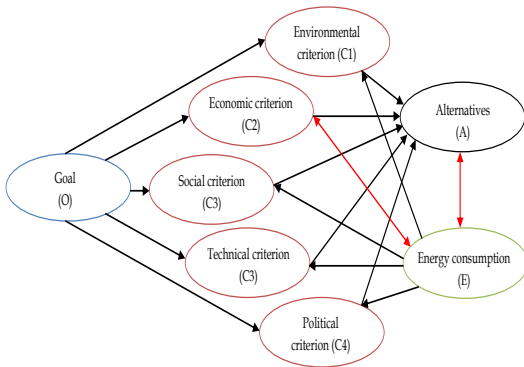 Environmental
criterion (C1)
Economic criterion
(C2)
Alternatives
(A)
Goal
(O)
Social criterion
(C3)
Technical criterion
(C3)
Energy consumption
(E)
Political
criterion (C4)